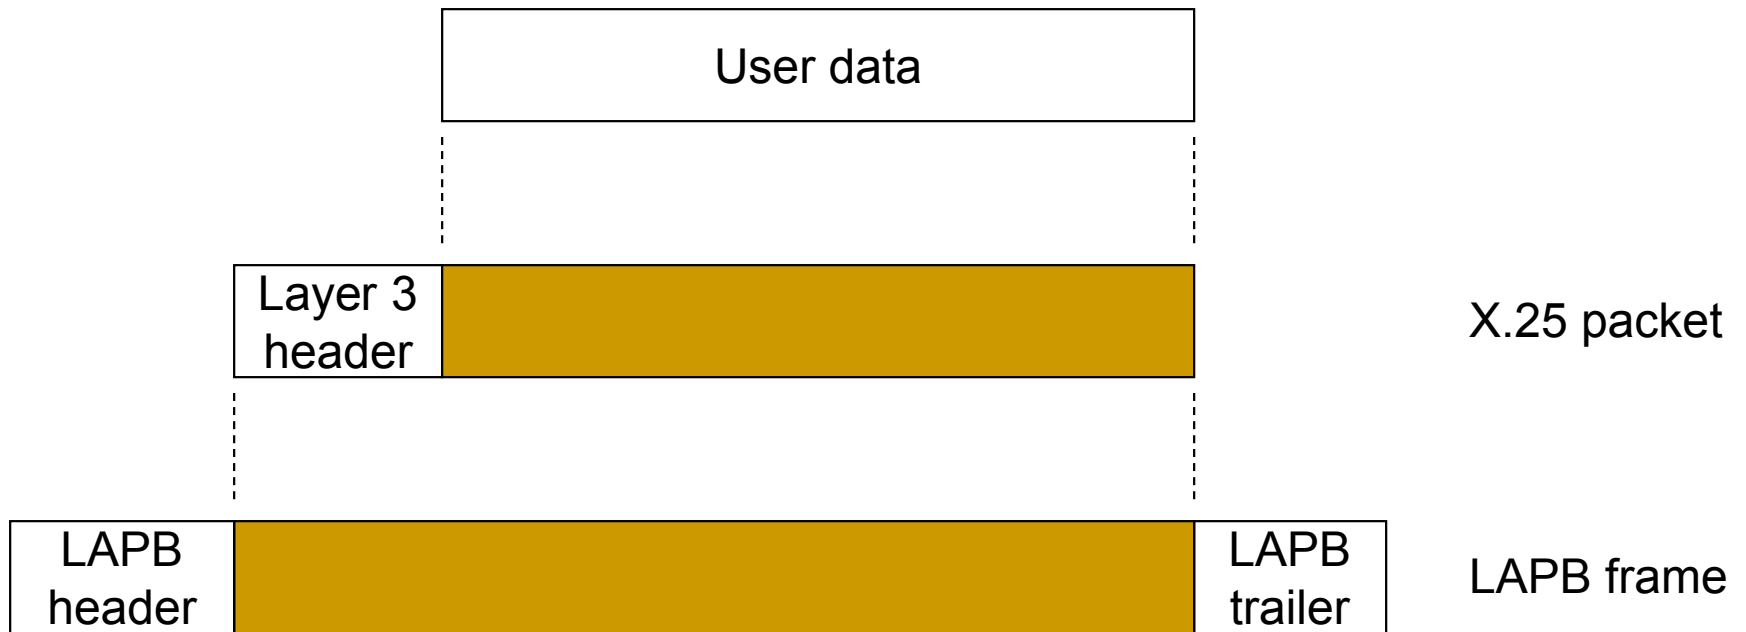 User data
Layer 3
header
X.25 packet
LAPB
header
LAPB
trailer
LAPB frame